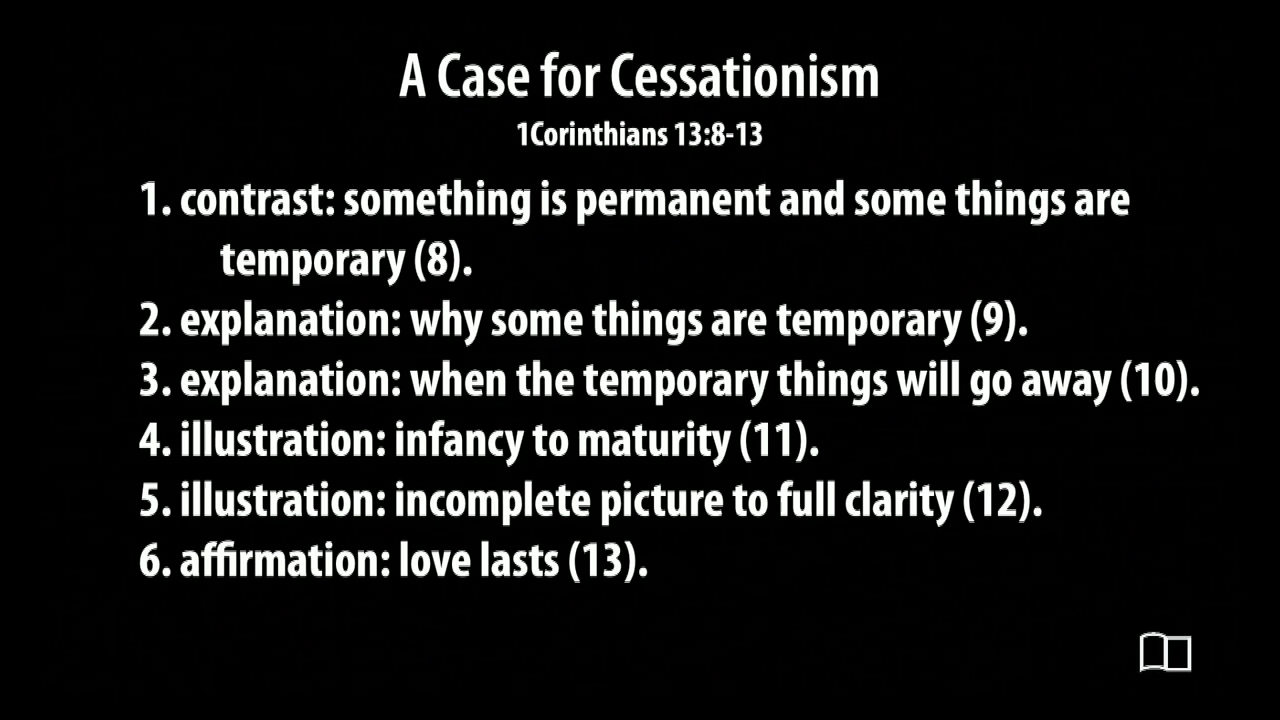 A Case for Cessationism
1Corinthians 13:8-13
1. contrast: something is permanent and some things are
temporary (8).
2. explanation: why some things are temporary (9).
3. explanation: when the temporary things will go away (10).
4. illustration: infancy to maturity (11).
5. illustration: incomplete picture to full clarity (12).
6. affirmation: love lasts (13).